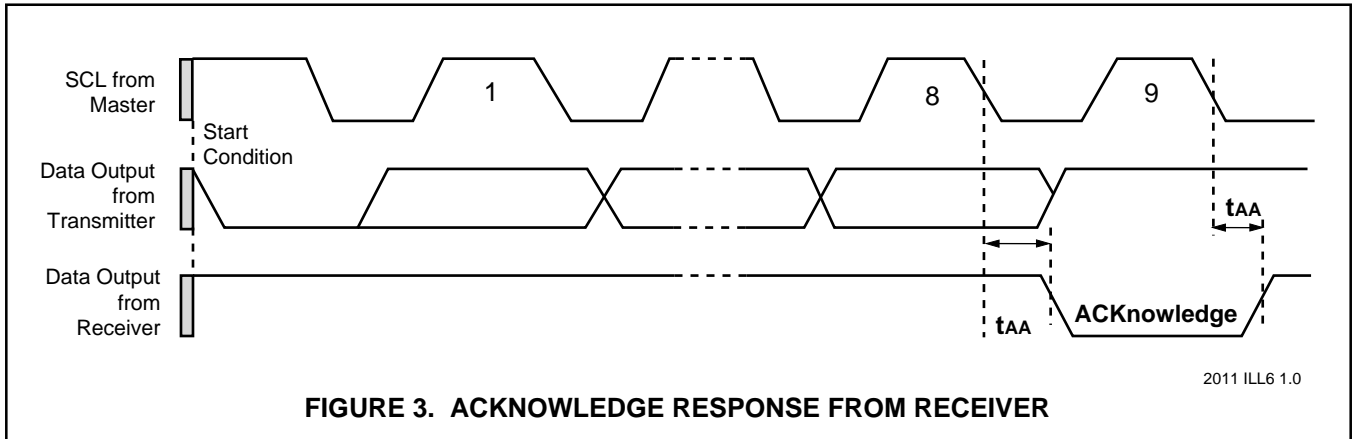 SCL from
Master
1
8
9
Start
Condition
Data Output
from
Transmitter
tAA
Data Output
from
Receiver
tAA
ACKnowledge
2011 ILL6 1.0
FIGURE 3. ACKNOWLEDGE RESPONSE FROM RECEIVER